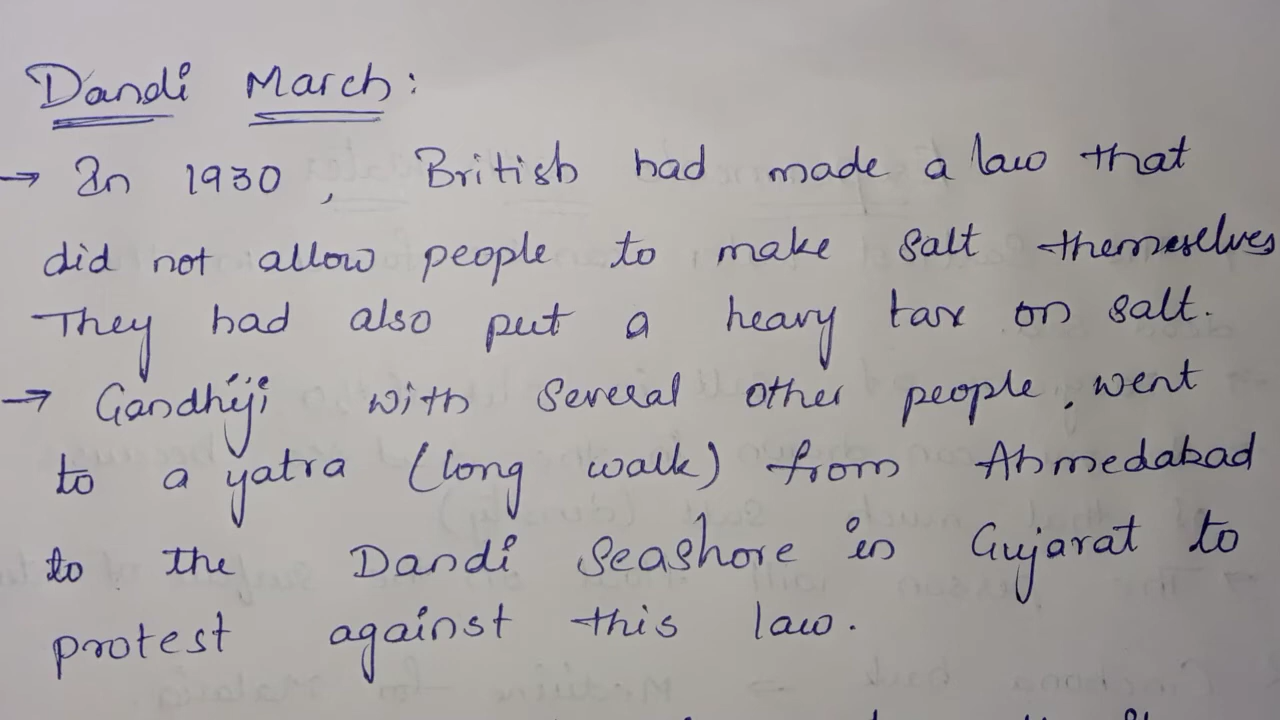 Dandi March:
→ In 1930, British had made a law that
did not allow people to make salt themselves
They had also put a heavy tax on salt.
→ Gandhiji with several other people, went
to a yatra (long walk) from Ahmedabad
to the Dandi seashore in Gujarat to
protest against this law.